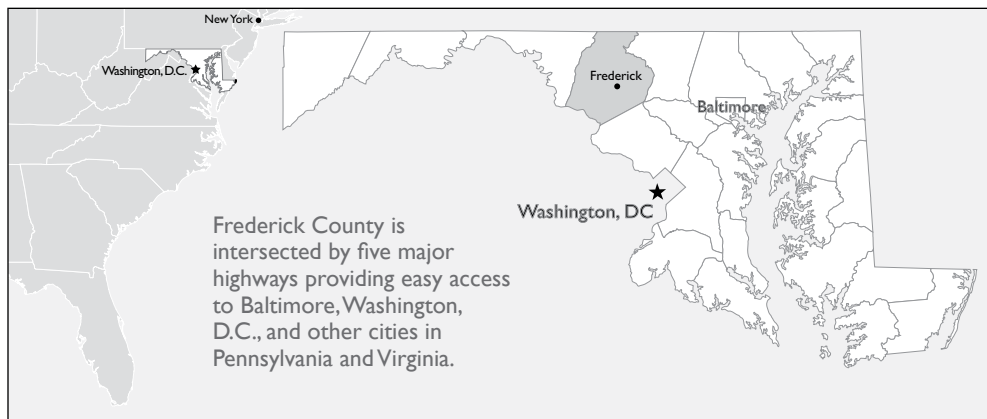 New York
Washington, D.C.
Frederick
Baltimore
Washington, DC
Frederick County is
intersected by five major
highways providing easy access
to Baltimore, Washington,
D.C., and other cities in
Pennsylvania and Virginia.